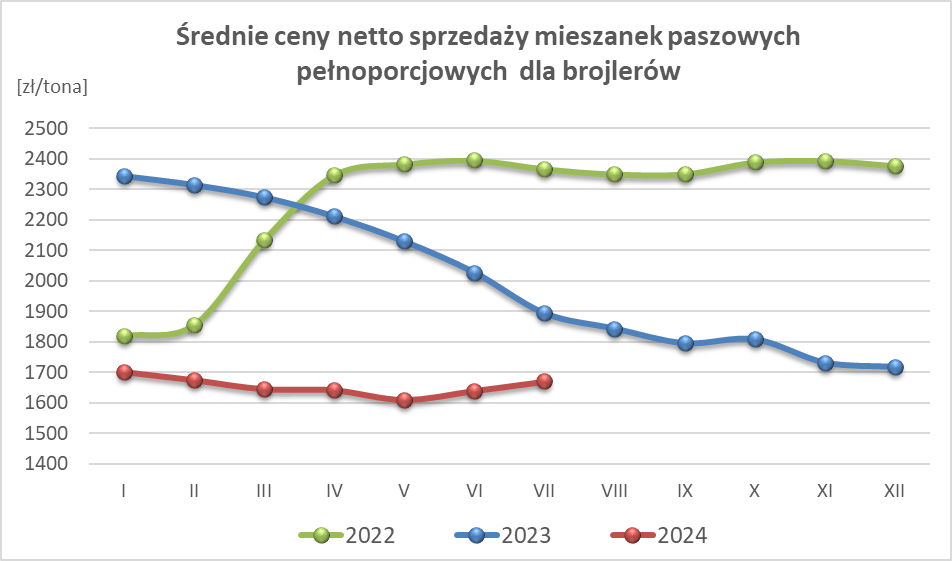 Średnie ceny netto sprzedaży mieszanek paszowych
pełnoporcjowych dla brojlerów
[zł/tona]
2500
2400
2300
2200
2100
2000
1900
1800
1700
1600
1500
1400
I II III IV V VI VII VIII IX X XI XII
2022 2023 2024